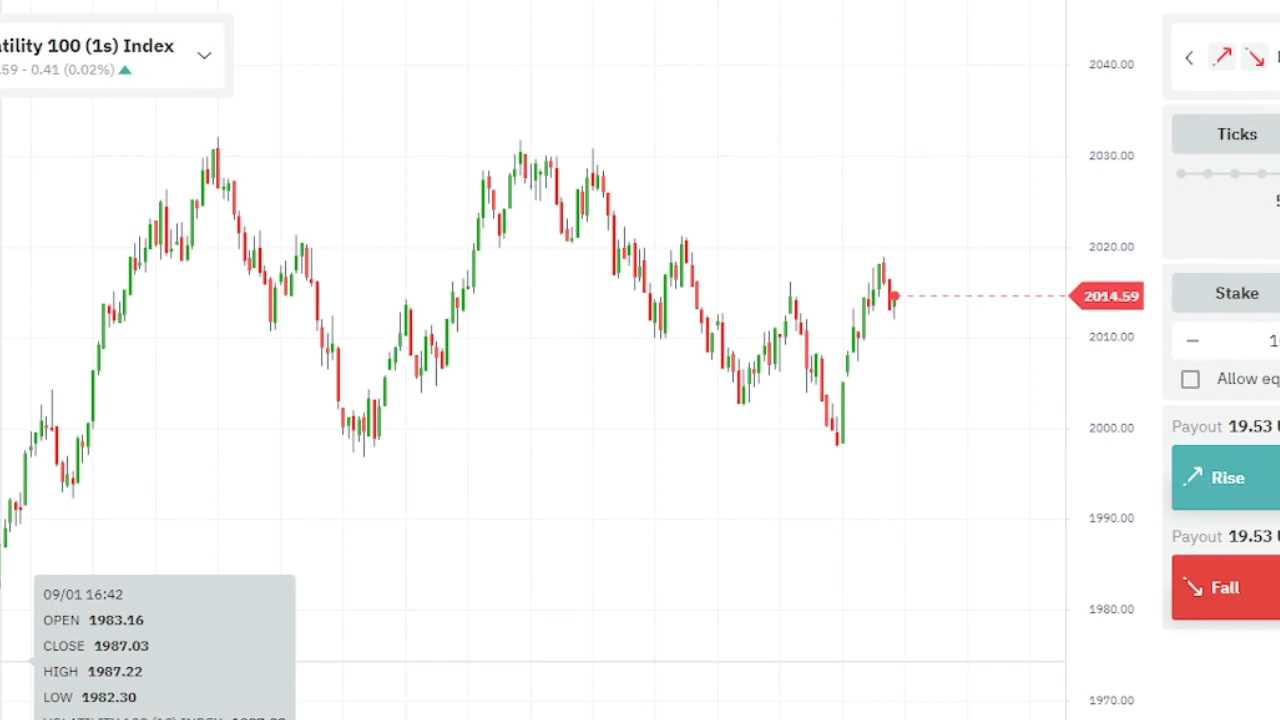 tility 100 (1s) Index
.59 - 0.41 (0.02%)
2040.00
2030.00
2020.00
2014.59
2010.00
2000.00
1990.00
1980.00
1970.00
Ticks
5
Stake
10
Allow eq
Payout 19.53 U
Rise
Payout 19.53 U
Fall
09/01 16:42
OPEN 1983.16
CLOSE 1987.03
HIGH 1987.22
LOW 1982.30